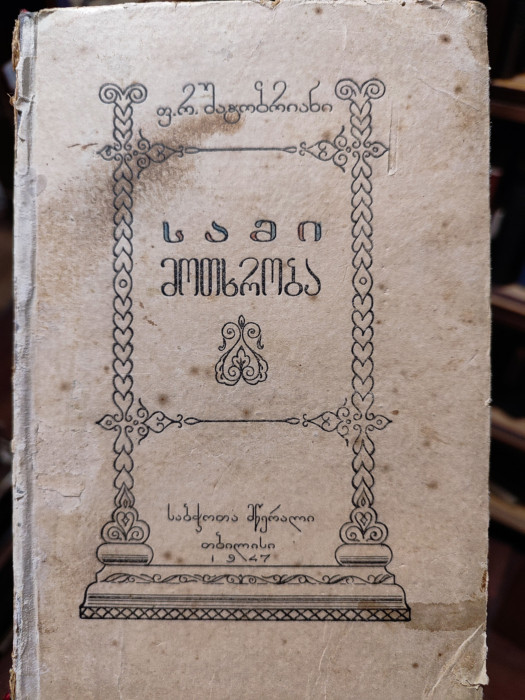 ფ.რ. შატობრიანი
სამი
მოთხრობა
საბჭოთა მწერალი
თბილისი
1947